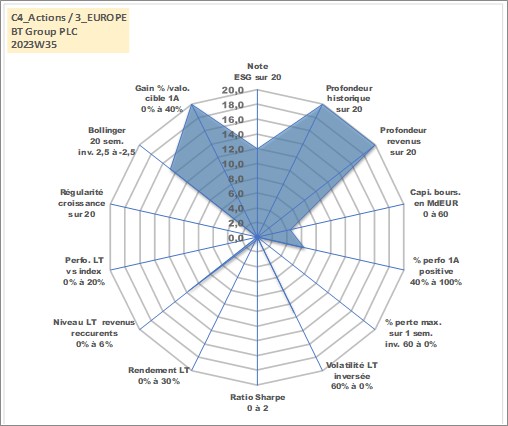 C4_Actions / 3_EUROPE
BT Group PLC
2023W35
Note
ESG sur 20
Profondeur
historique
sur 20
Profondeur
revenus
sur 20
Capi. bours.
en MdEUR
0 à 60
% perfo 1A
positive
40% à 100%
% perte max.
sur 1 sem.
inv. 60 à 0%
Volatilité LT
inversée
60% à 0%
Ratio Sharpe
0 à 2
Rendement LT
0% à 30%
Niveau LT revenus
reccurents
0% à 6%
Perfo. LT
vs index
0% à 20%
Régularité
croissance
sur 20
Bollinger
20 sem.
inv. 2,5 à -2,5
Gain % /valo.
cible 1A
0% à 40%
20,0
18,0
16,0
14,0
12,0
10,0
8,0
6,0
4,0
2,0
0,0